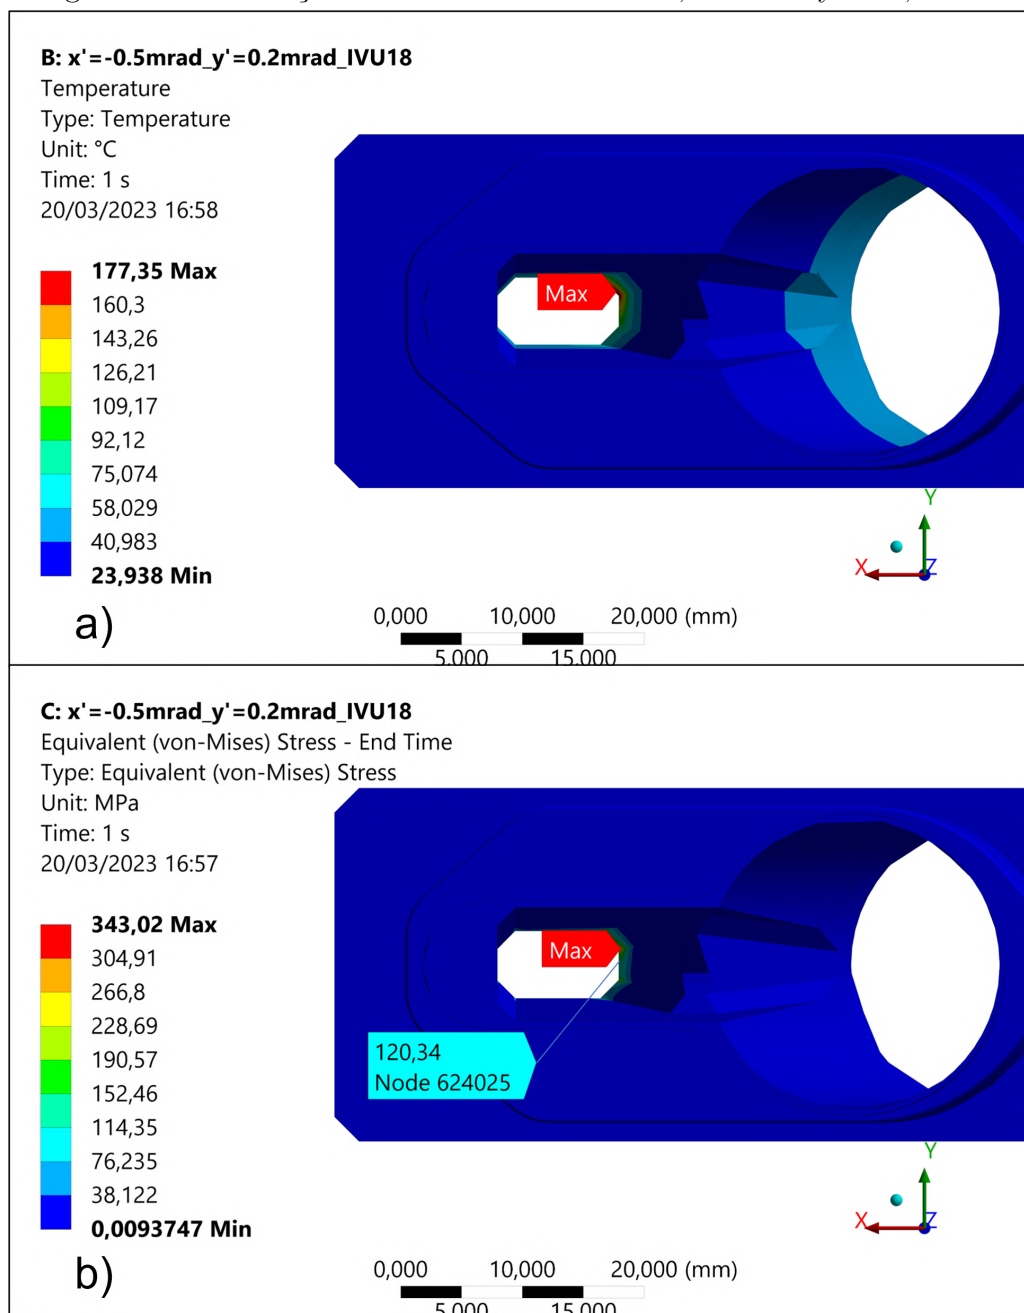 B: x'=-0.5mrad_y'=0.2mrad_IVU18
Temperature
Type: Temperature
Unit: °C
Time: 1 s
20/03/2023 16:58
177,35 Max
160,3
143,26
126,21
109,17
92,12
75,074
58,029
40,983
23,938 Min
Max
Y
X
Z
a)
0,000 10,000 20,000 (mm)
5,000 15,000
C: x'=-0.5mrad_y'=0.2mrad_IVU18
Equivalent (von-Mises) Stress - End Time
Type: Equivalent (von-Mises) Stress
Unit: MPa
Time: 1 s
20/03/2023 16:57
343,02 Max
304,91
266,8
228,69
190,57
152,46
114,35
76,235
38,122
0,0093747 Min
Max
120,34
Node 624025
Y
X
Z
b)
0,000 10,000 20,000 (mm)
5,000 15,000